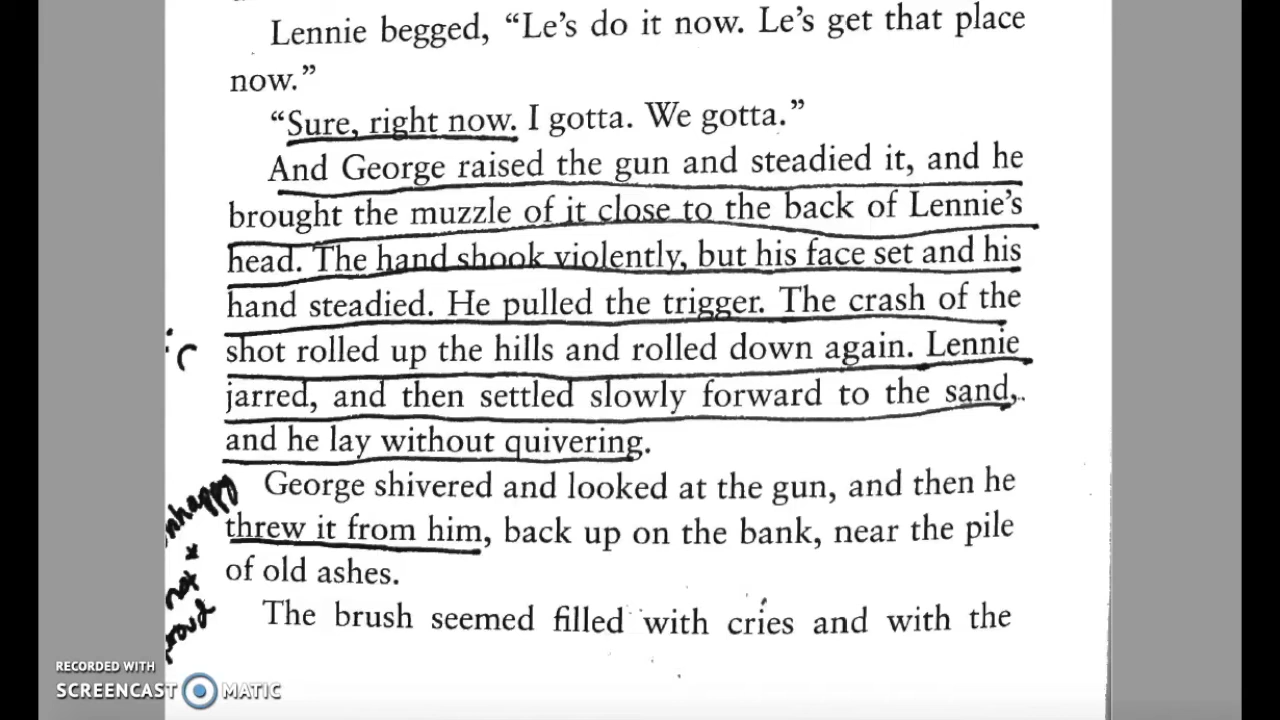 Lennie begged, “Le’s do it now. Le’s get that place
now.”
“Sure, right now. I gotta. We gotta.”
And George raised the gun and steadied it, and he
brought the muzzle of it close to the back of Lennie’s
head. The hand shook violently, but his face set and his
hand steadied. He pulled the trigger. The crash of the
shot rolled up the hills and rolled down again. Lennie
jarred, and then settled slowly forward to the sand,
and he lay without quivering.
George shivered and looked at the gun, and then he
threw it from him, back up on the bank, near the pile
of old ashes.
The brush seemed filled with cries and with the
not
RECORDED WITH
SCREENCAST MATIC